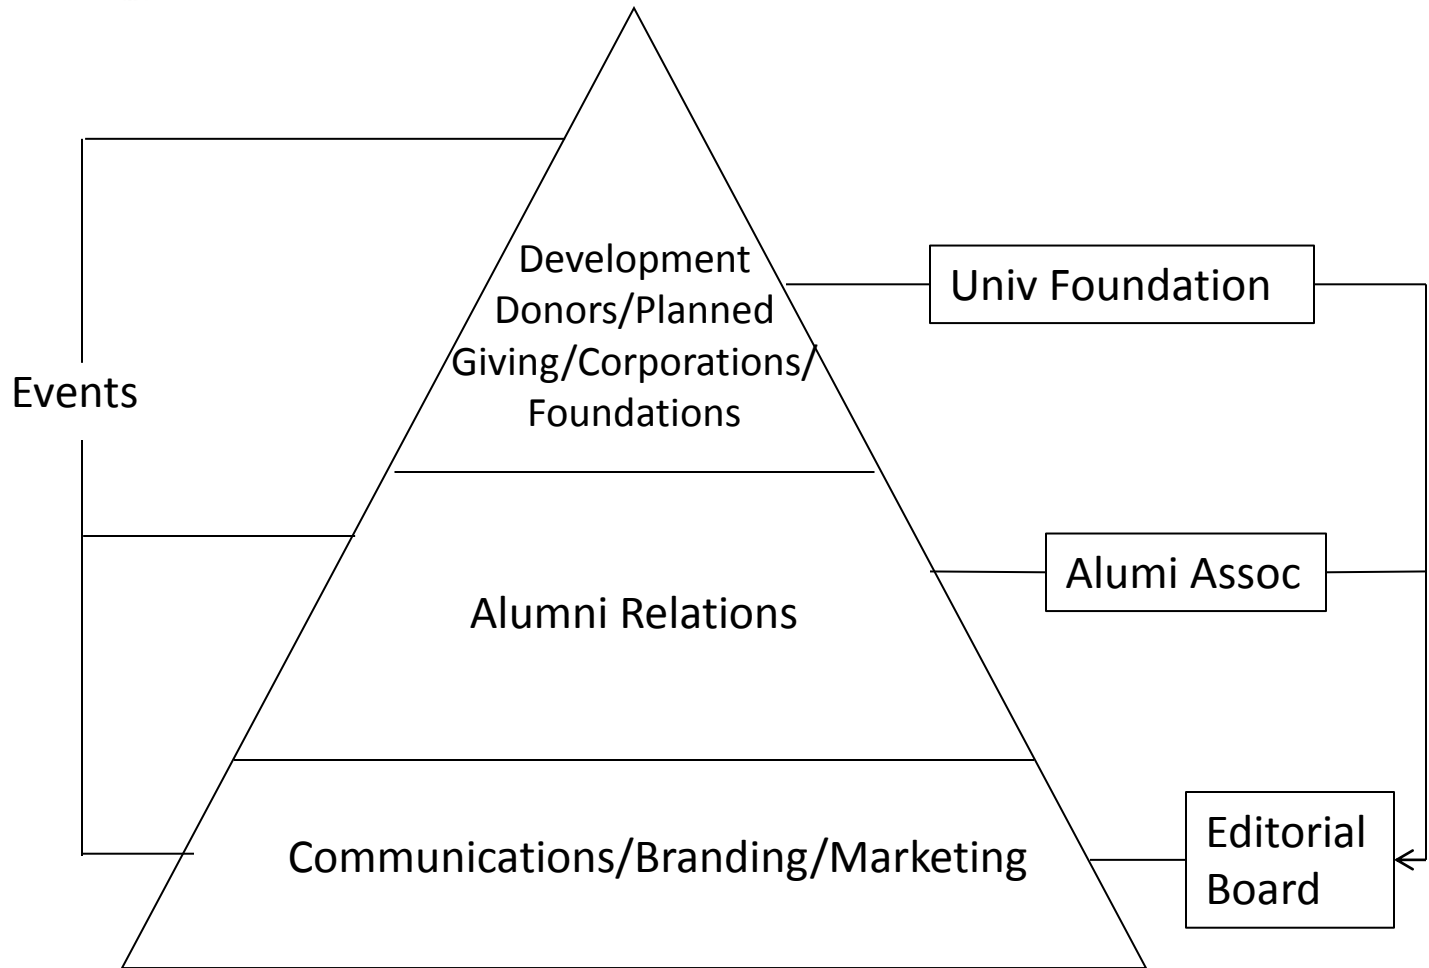 Development
Donors/Planned
Giving/Corporations/
Foundations
Univ Foundation
Events
Alumni Relations
Alumi Assoc
Communications/Branding/Marketing
Editorial
Board